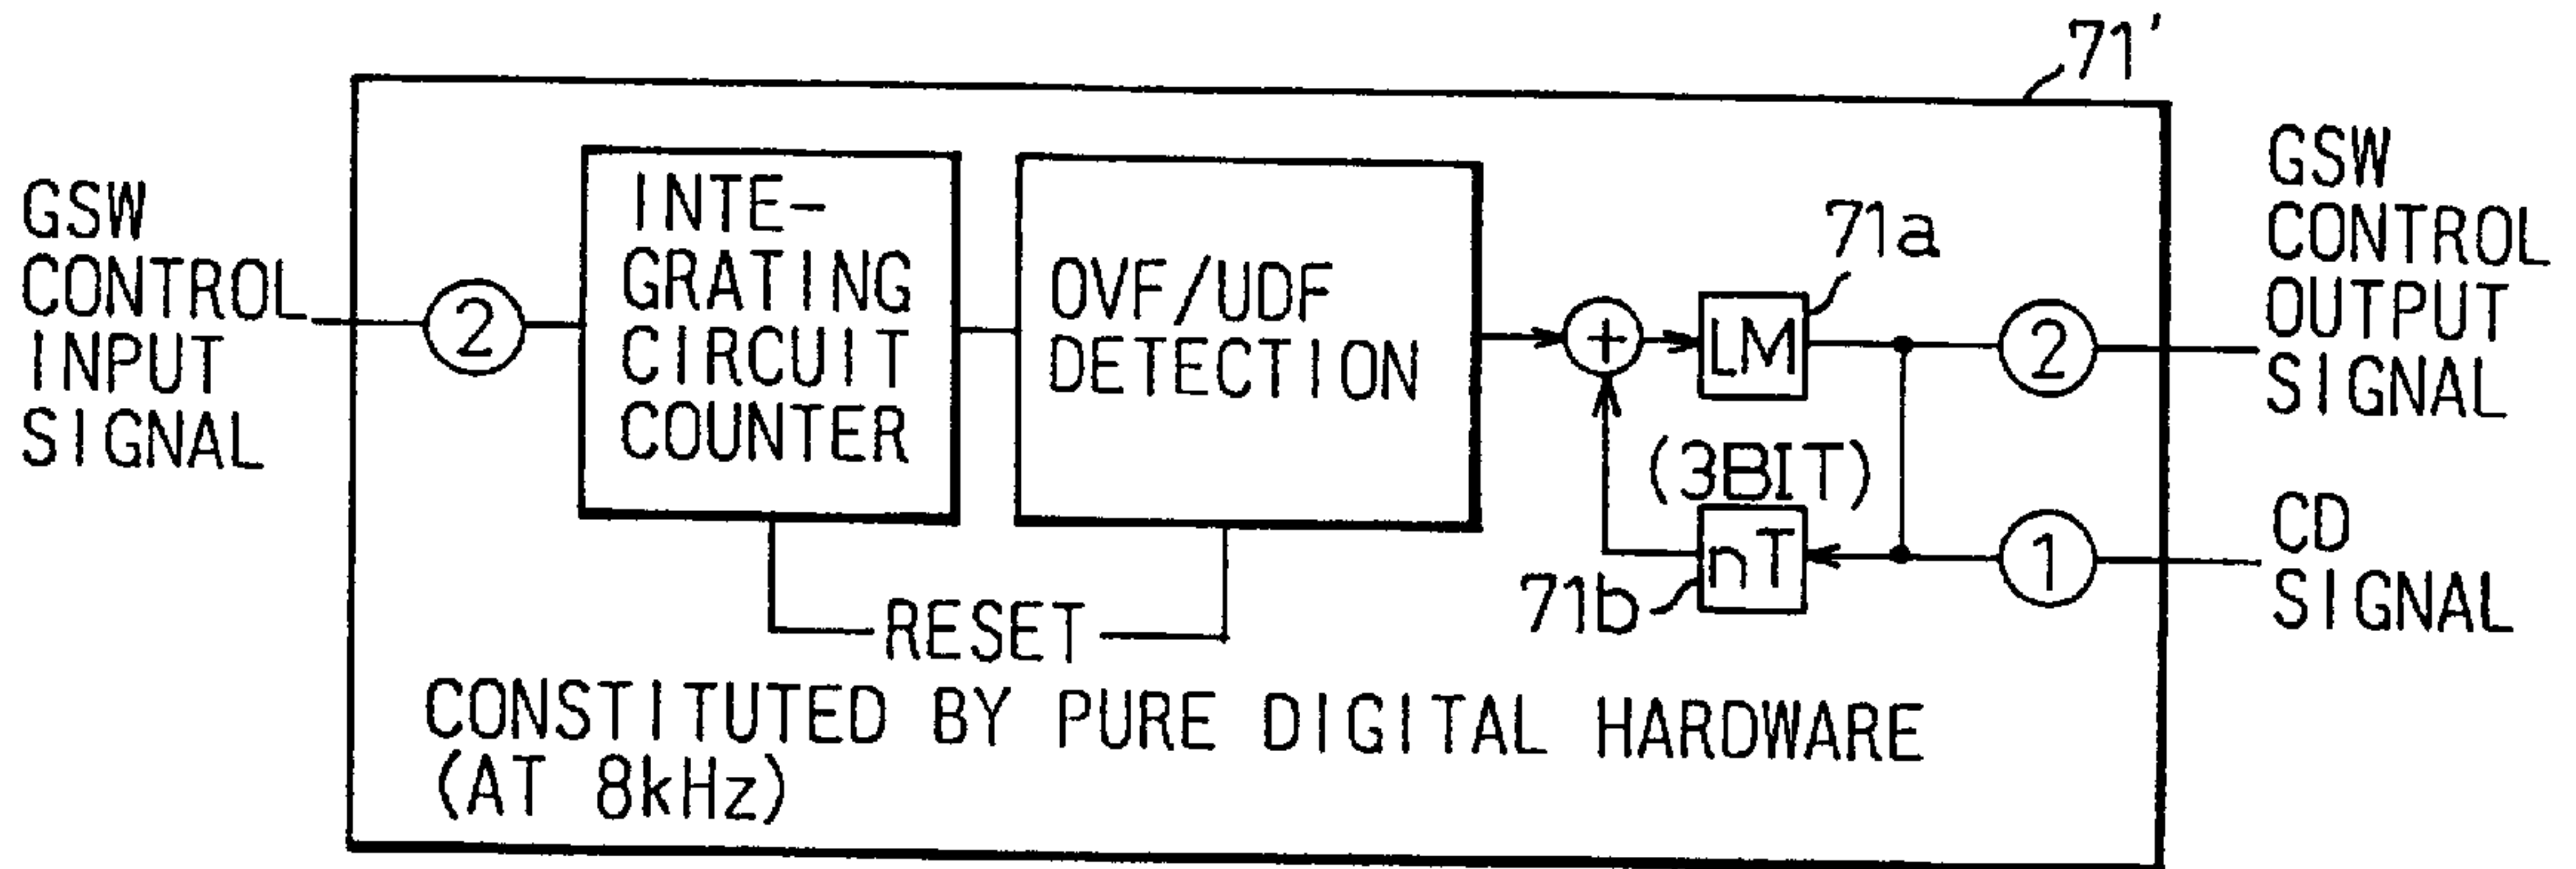 71'
GSW
CONTROL
INPUT
SIGNAL
2
INTE-
GRATING
CIRCUIT
COUNTER
OVF/UDF
DETECTION
RESET
+
71a
LM
(3BIT)
nT
71b
2
1
GSW
CONTROL
OUTPUT
SIGNAL
CD
SIGNAL
CONSTITUTED BY PURE DIGITAL HARDWARE
(AT 8kHz)